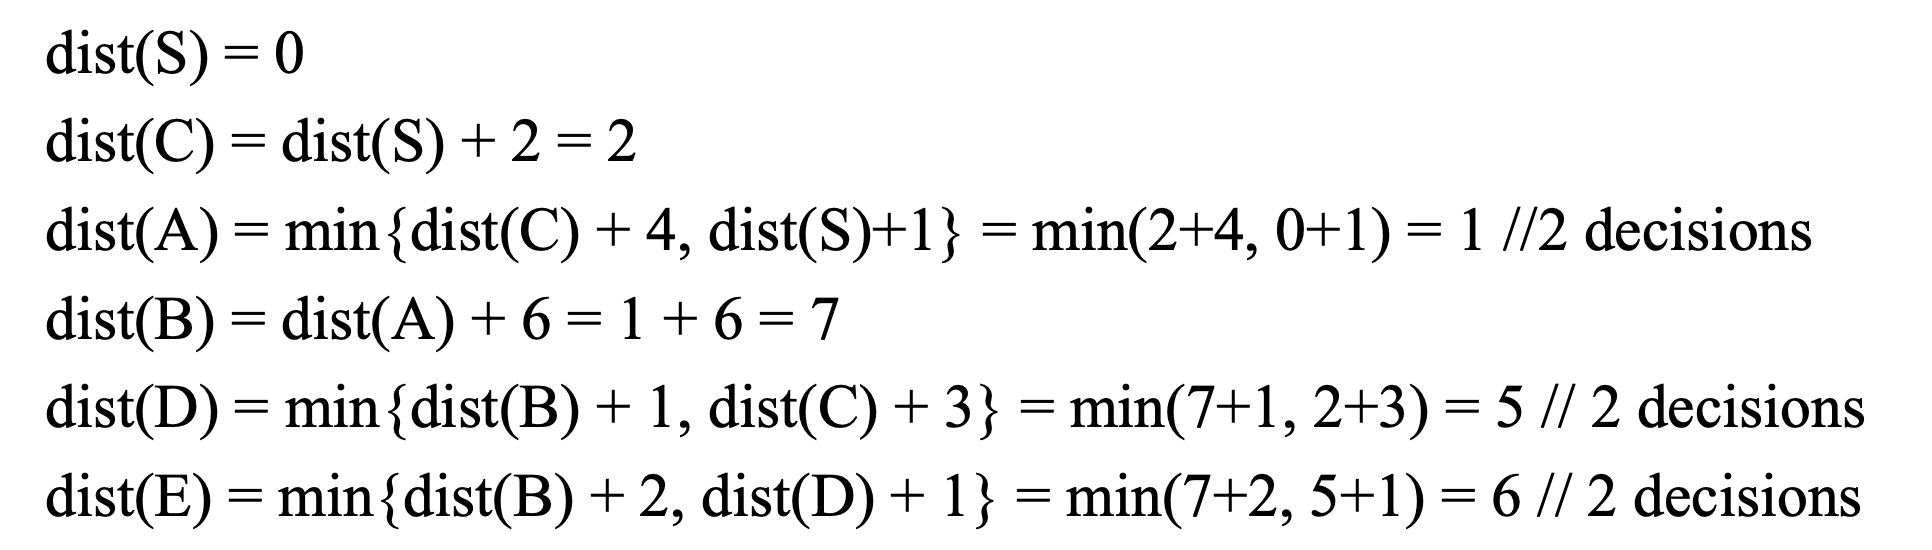 dist(S) = 0
dist(C) = dist(S) + 2 = 2
dist(A) = min{dist(C) + 4, dist(S)+1} = min(2+4, 0+1) = 1 //2 decisions
dist(B) = dist(A) + 6 = 1 + 6 = 7
dist(D) = min{dist(B) + 1, dist(C) + 3} = min(7+1, 2+3) = 5 // 2 decisions
dist(E) = min{dist(B) + 2, dist(D) + 1} = min(7+2, 5+1) = 6 // 2 decisions